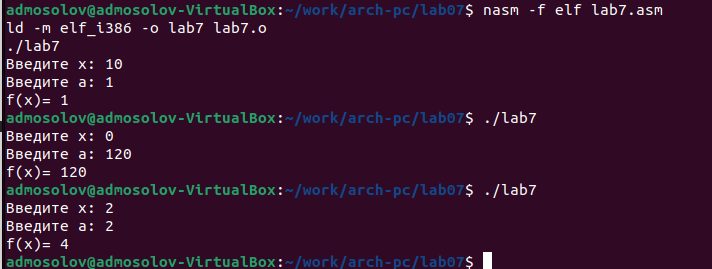 admosolov@admosolov-VirtualBox:~/work/arch-pc/lab07$ nasm -f elf lab7.asm
ld -m elf_i386 -o lab7 lab7.o
./lab7
Введите x: 10
Введите a: 1
f(x)= 1
admosolov@admosolov-VirtualBox:~/work/arch-pc/lab07$ ./lab7
Введите x: 0
Введите a: 120
f(x)= 120
admosolov@admosolov-VirtualBox:~/work/arch-pc/lab07$ ./lab7
Введите x: 2
Введите a: 2
f(x)= 4
admosolov@admosolov-VirtualBox:~/work/arch-pc/lab07$